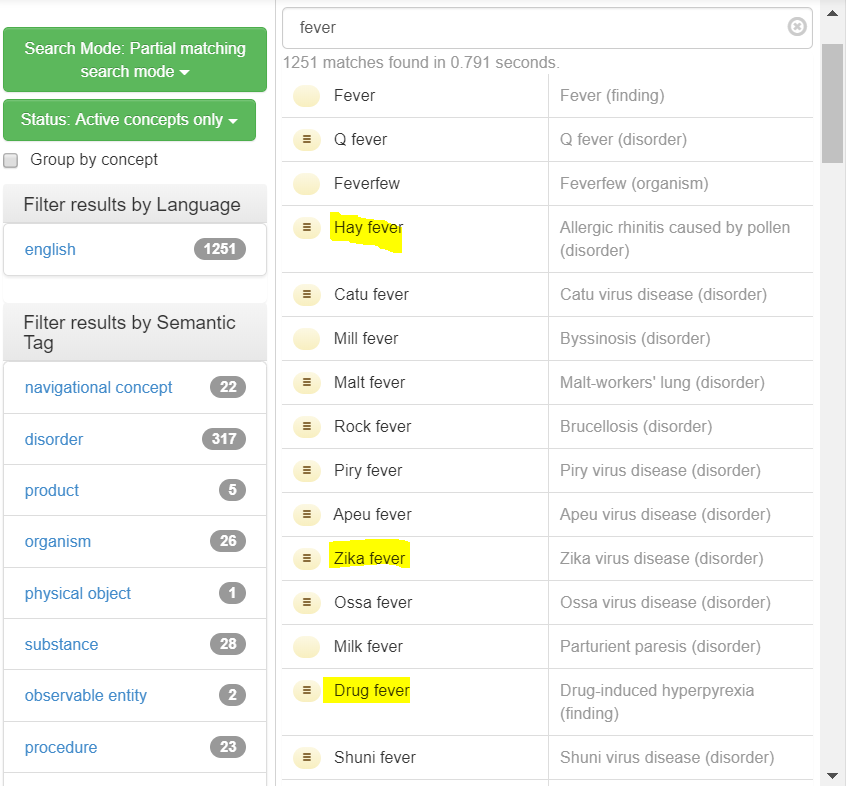 Search Mode: Partial matching
search mode
Status: Active concepts only
Group by concept
Filter results by Language
english 1251
Filter results by Semantic
Tag
navigational concept 22
disorder 317
product 5
organism 26
physical object 1
substance 28
observable entity 2
procedure 23
fever
1251 matches found in 0.791 seconds.
Fever Fever (finding)
Q fever Q fever (disorder)
Feverfew Feverfew (organism)
Hay fever Allergic rhinitis caused by pollen
(disorder)
Catu fever Catu virus disease (disorder)
Mill fever Byssinosis (disorder)
Malt fever Malt-workers' lung (disorder)
Rock fever Brucellosis (disorder)
Piry fever Piry virus disease (disorder)
Apeu fever Apeu virus disease (disorder)
Zika fever Zika virus disease (disorder)
Ossa fever Ossa virus disease (disorder)
Milk fever Parturient paresis (disorder)
Drug fever Drug-induced hyperpyrexia
(finding)
Shuni fever Shuni virus disease (disorder)